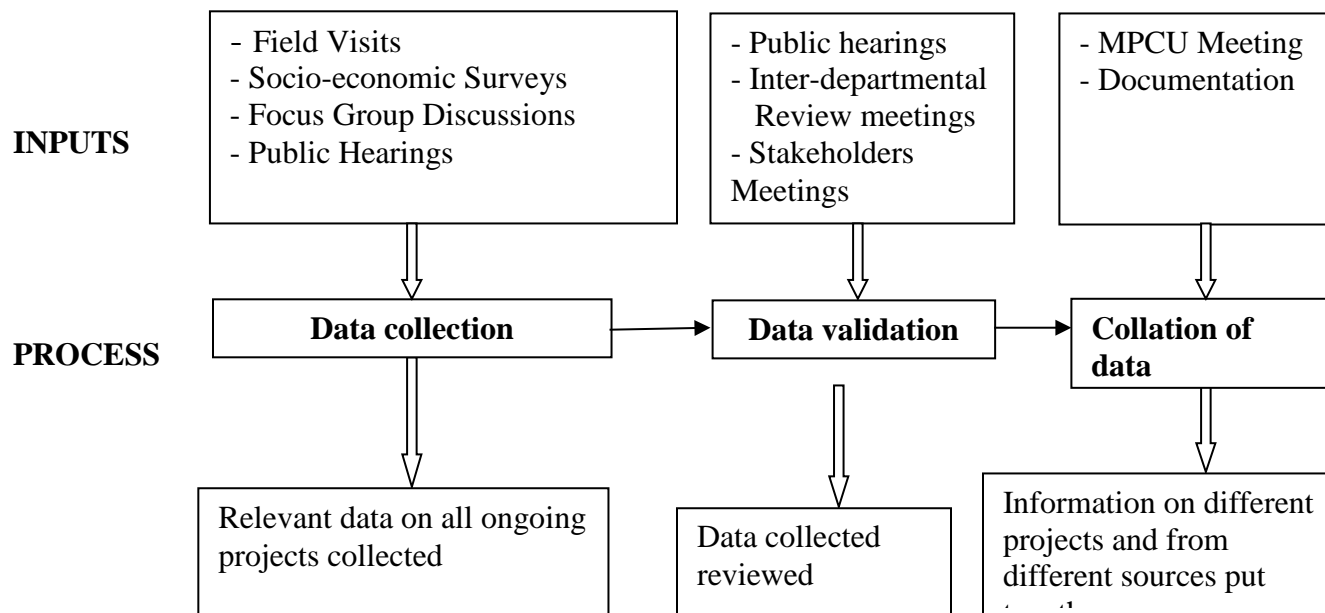 - Field Visits
- Socio-economic Surveys
- Focus Group Discussions
- Public Hearings
- Public hearings
- Inter-departmental
Review meetings
- Stakeholders
Meetings
- MPCU Meeting
- Documentation
INPUTS
Data collection
Data validation
Collation of
data
PROCESS
Relevant data on all ongoing
projects collected
Data collected
reviewed
Information on different
projects and from
different sources put